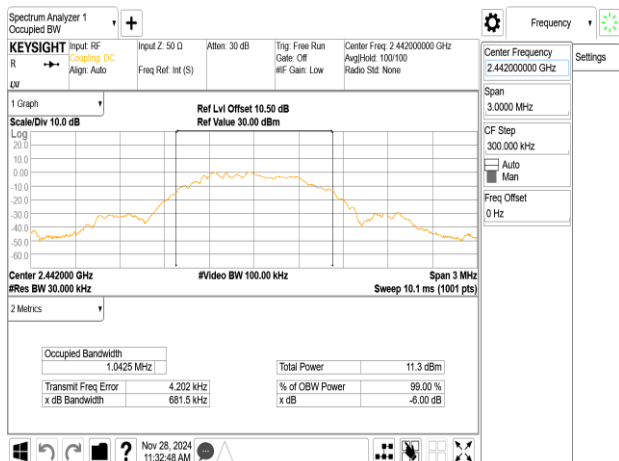 Spectrum Analyzer 1
Occupied BW
+
Frequency
KEYSIGHT
R
LXI
Input: RF
Coupling: DC
Align: Auto
Input Z: 50 Ω
Freq Ref: Int (S)
Atten: 30 dB
Trig: Free Run
Gate: Off
#IF Gain: Low
Center Freq: 2.442000000 GHz
Avg|Hold: 100/100
Radio Std: None
Center Frequency
2.442000000 GHz
Settings
Span
3.0000 MHz
CF Step
300.000 kHz
Auto
Man
Freq Offset
0 Hz
1 Graph
Scale/Div 10.0 dB
Ref Lvl Offset 10.50 dB
Ref Value 30.00 dBm
Log
20.0
10.0
0.00
-10.0
-20.0
-30.0
-40.0
-50.0
-60.0
Center 2.442000 GHz
#Res BW 30.000 kHz
#Video BW 100.00 kHz
Span 3 MHz
Sweep 10.1 ms (1001 pts)
2 Metrics
Occupied Bandwidth
1.0425 MHz
Total Power 11.3 dBm
Transmit Freq Error 4.202 kHz
% of OBW Power 99.00 %
x dB Bandwidth 681.5 kHz
x dB -6.00 dB
?
Nov 28, 2024
11:32:48 AM